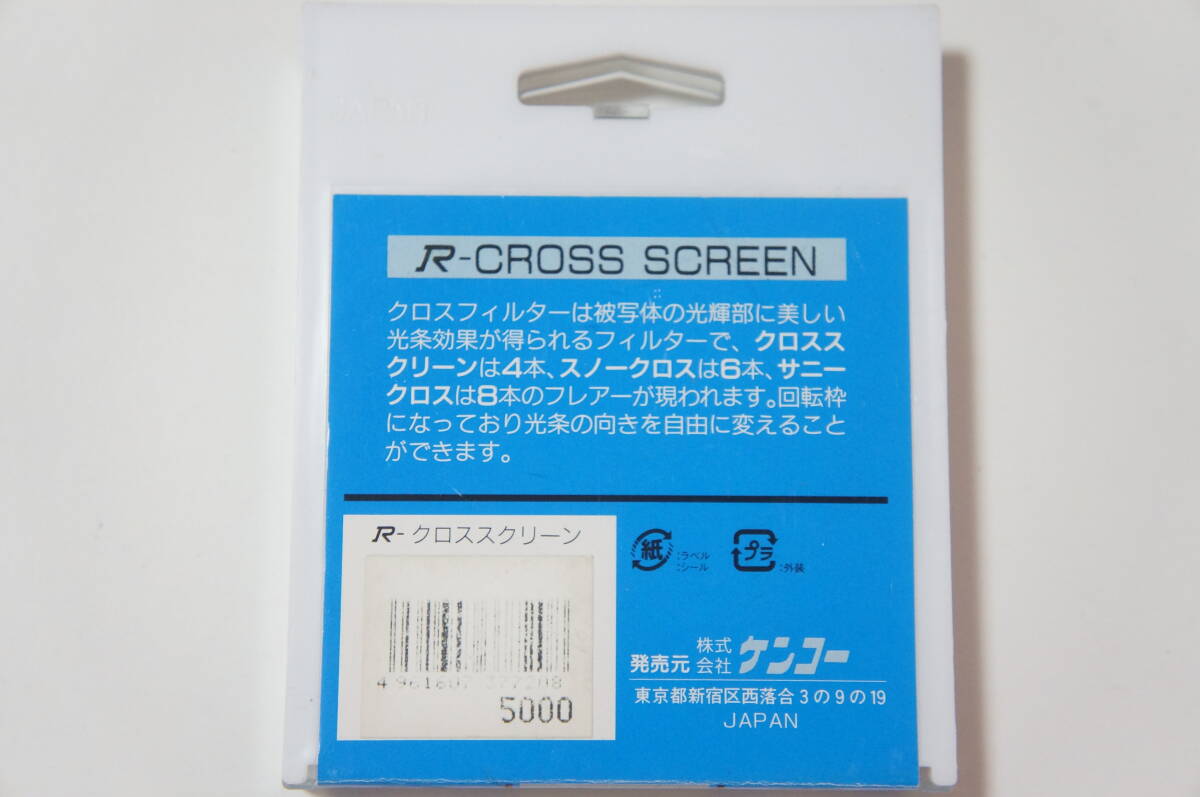 JAPAN
R-CROSS SCREEN
クロスフィルターは被写体の光輝部に美しい
光条効果が得られるフィルターで、クロスス
クリーンは4本、スノークロスは6本、サニー
クロスは8本のフレアーが現われます。回転枠
になっており光条の向きを自由に変えること
ができます。
R-クロススクリーン
4961607377208
5000
紙 :ラベル
:シール
プラ :外装
発売元 株式会社 ケンコー
東京都新宿区西落合3の9の19
JAPAN